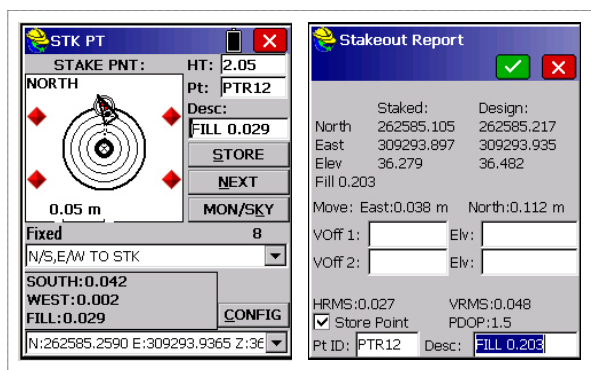 STK PT
STAKE PNT:
NORTH
0.05 m
HT: 2.05
Pt: PTR12
Desc:
FILL 0.029
STORE
NEXT
MON/SKY
Fixed 8
N/S,E/W TO STK
SOUTH:0.042
WEST:0.002
FILL:0.029
CONFIG
N:262585.2590 E:309293.9365 Z:36
Stakeout Report
Staked: Design:
North 262585.105 262585.217
East 309293.897 309293.935
Elev 36.279 36.482
Fill 0.203
Move: East:0.038 m North:0.112 m
VOff 1: Elv:
VOff 2: Elv:
HRMS:0.027 VRMS:0.048
Store Point PDOP:1.5
Pt ID: PTR12 Desc: FILL 0.203